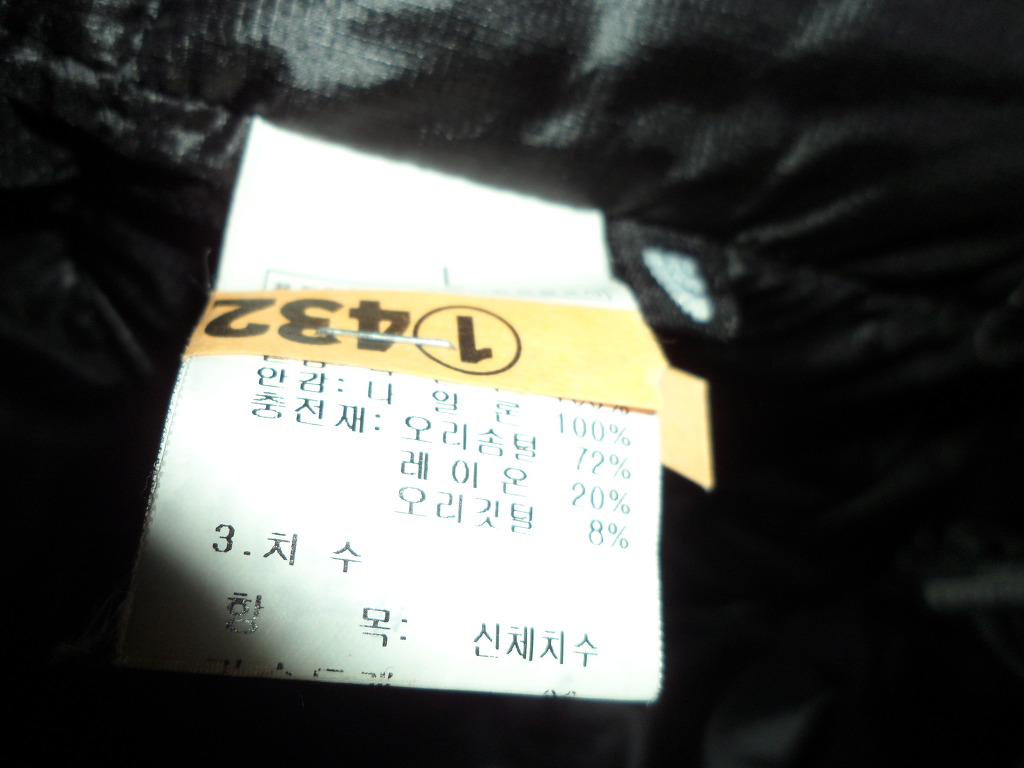 ①432
안감: 나 일 론 100%
충전재: 오리솜털 72%
레 이 온 20%
오리깃털 8%
3.치 수
항 목: 신체치수